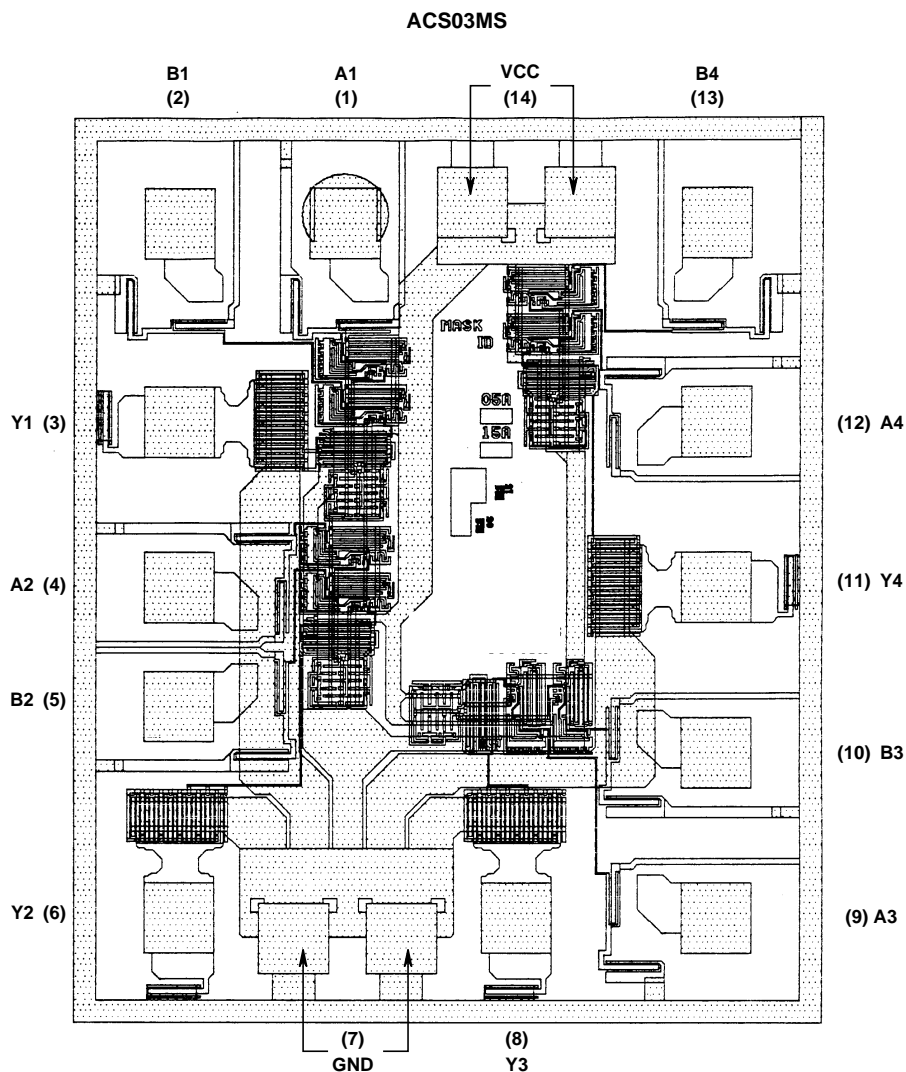 ACS03MS
B1
(2)
A1
(1)
VCC
(14)
B4
(13)
MASK
ID
Y1 (3)
05A
15A
(12) A4
A2 (4)
(11) Y4
B2 (5)
(10) B3
Y2 (6)
(9) A3
(7)
GND
(8)
Y3